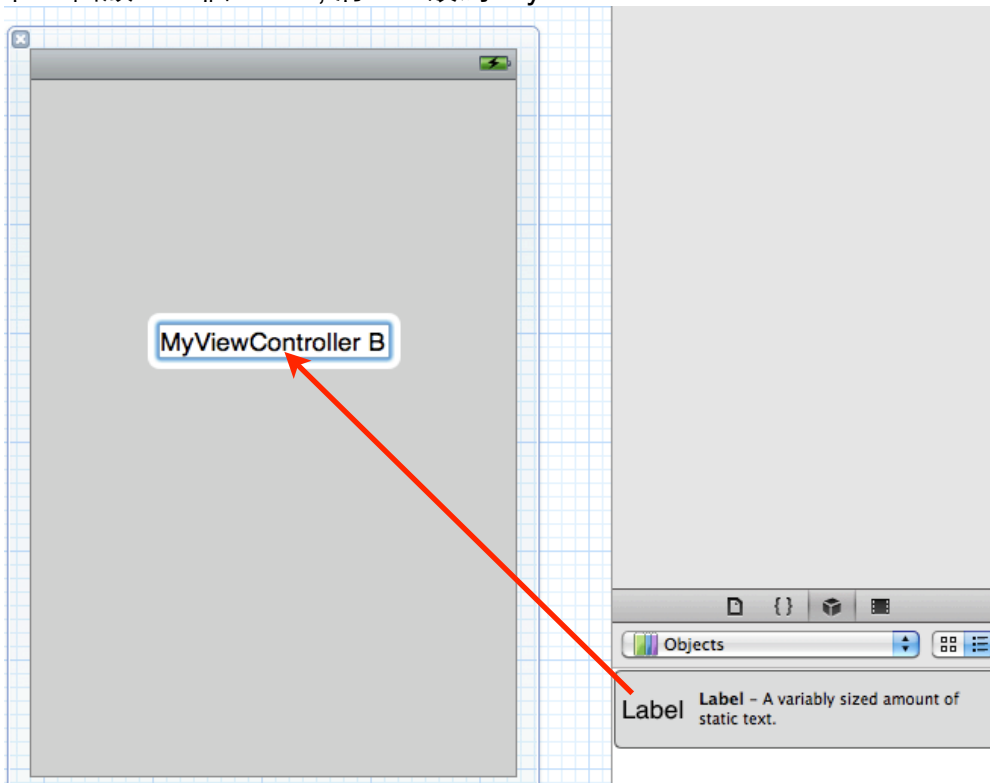 MyViewController B
{}
Objects
Label
Label – A variably sized amount of
static text.